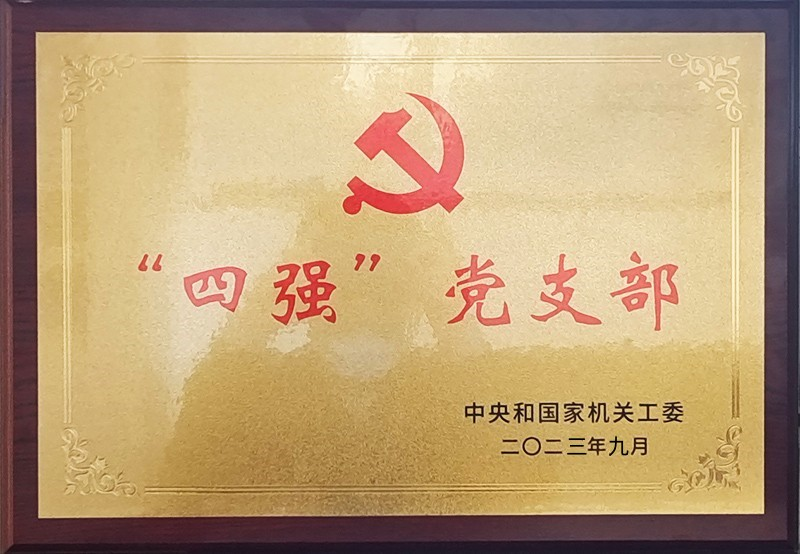 “四强”党支部
中央和国家机关工委
二〇二三年九月